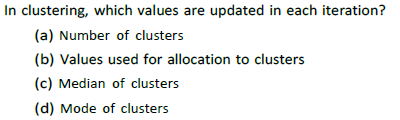 In clustering, which values are updated in each iteration?
(a) Number of clusters
(b) Values used for allocation to clusters
(c) Median of clusters
(d) Mode of clusters